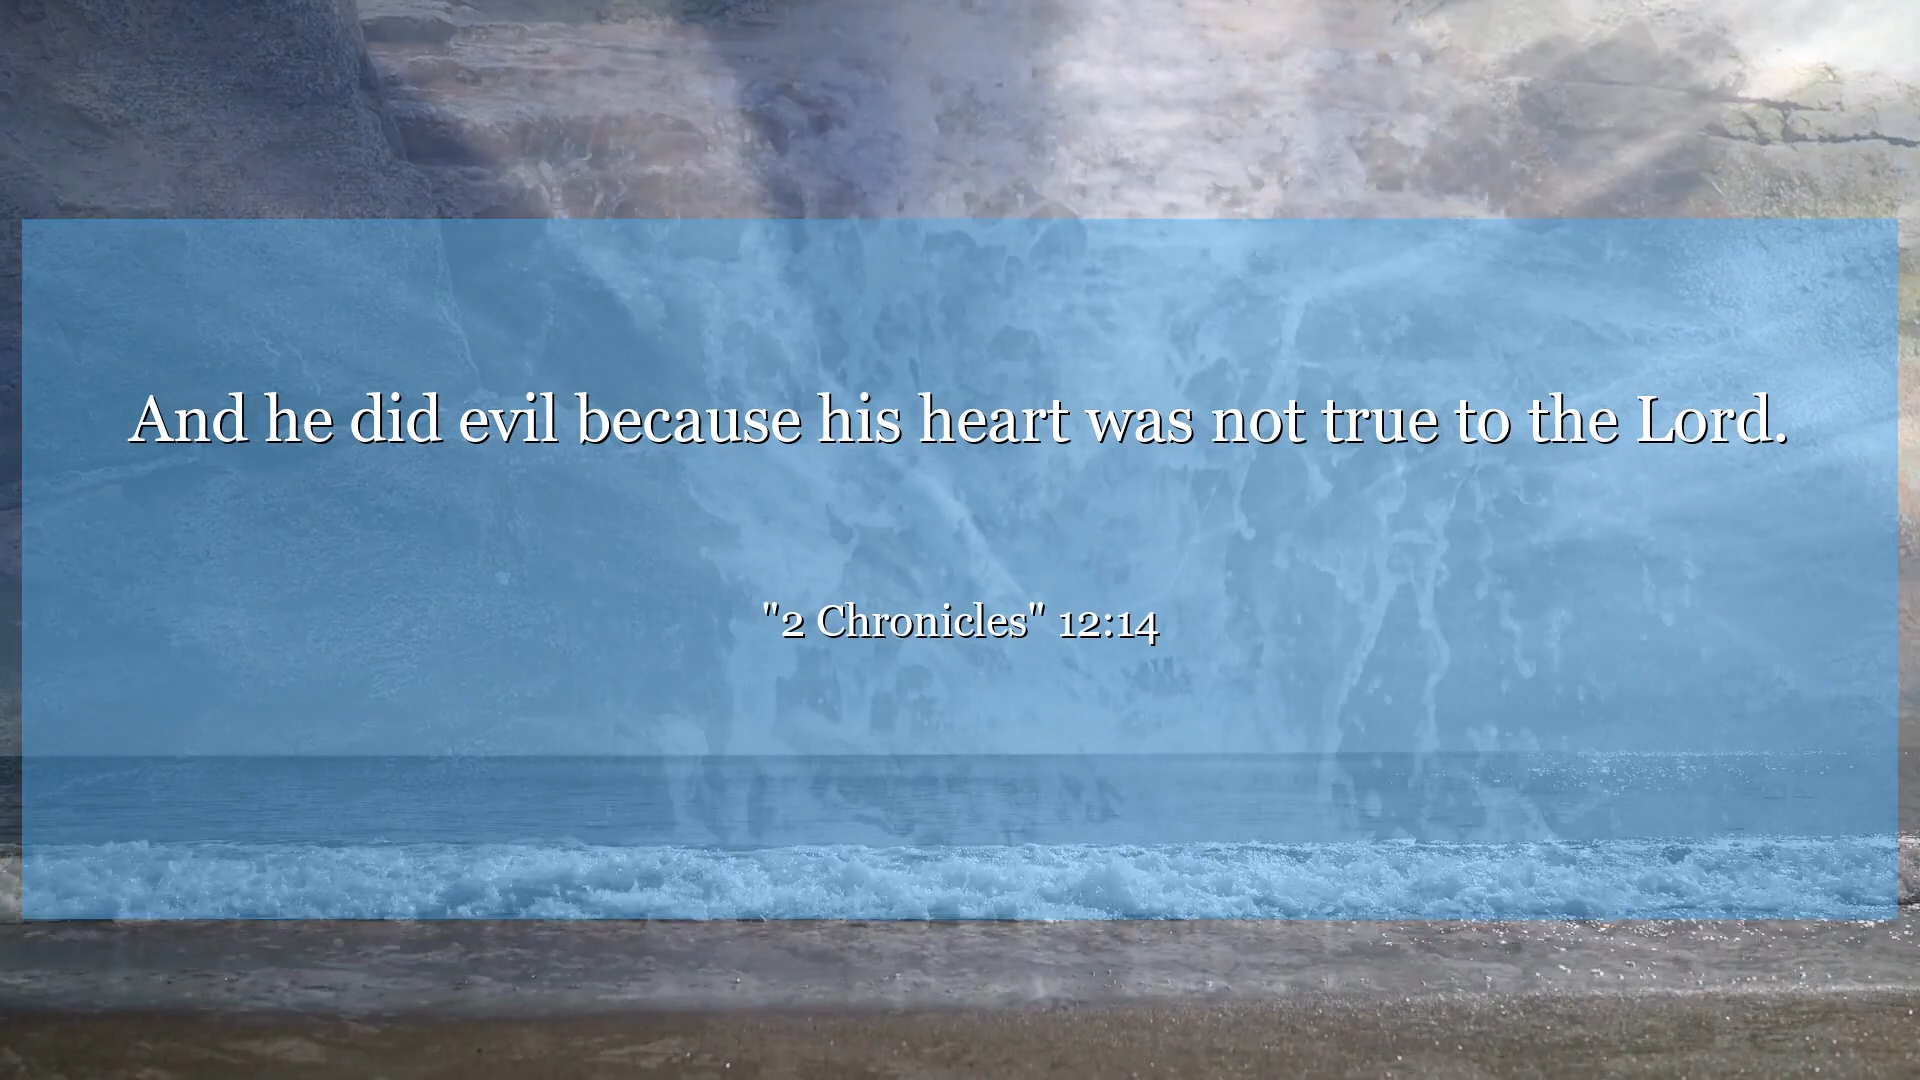 And he did evil because his heart was not true to the Lord.
"2 Chronicles" 12:14